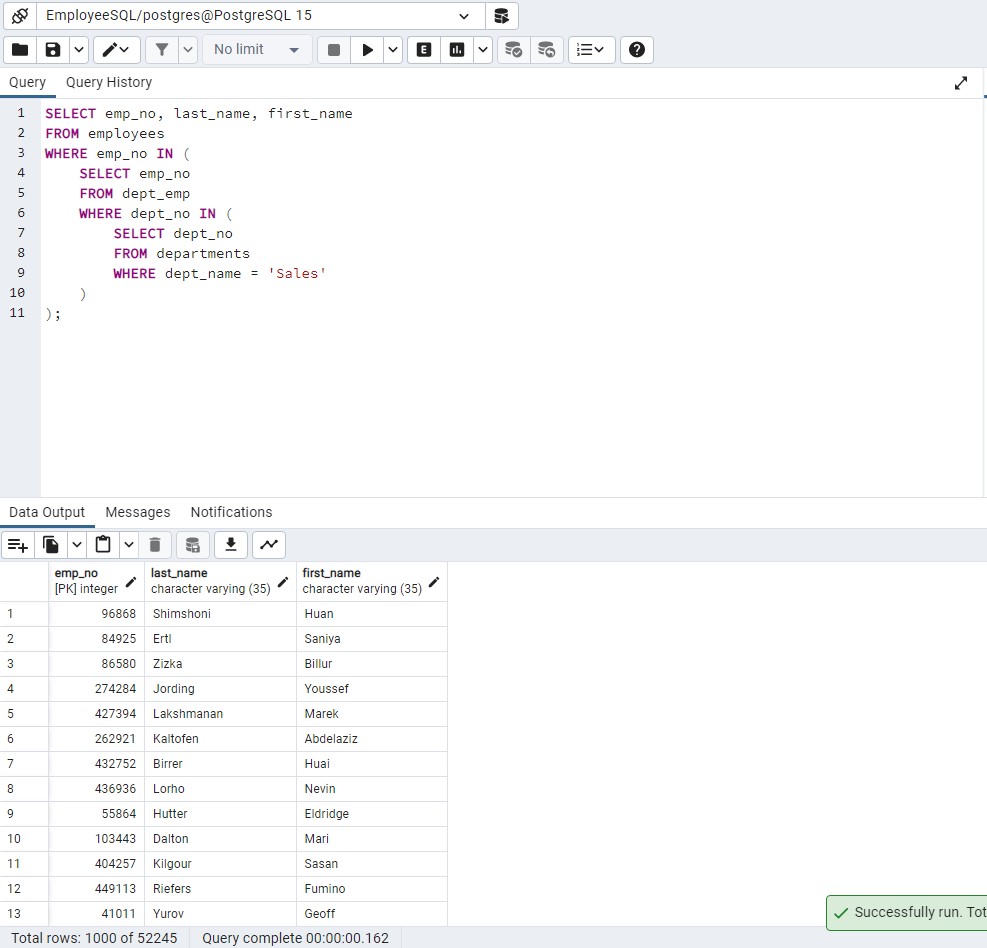 EmployeeSQL/postgres@PostgreSQL 15
No limit
E
Query Query History
1 SELECT emp_no, last_name, first_name
2 FROM employees
3 WHERE emp_no IN (
4 SELECT emp_no
5 FROM dept_emp
6 WHERE dept_no IN (
7 SELECT dept_no
8 FROM departments
9 WHERE dept_name = 'Sales'
10 )
11 );
Data Output Messages Notifications
emp_no last_name first_name
[PK] integer character varying (35) character varying (35)
1 96868 Shimshoni Huan
2 84925 Ertl Saniya
3 86580 Zizka Billur
4 274284 Jording Youssef
5 427394 Lakshmanan Marek
6 262921 Kaltofen Abdelaziz
7 432752 Birrer Huai
8 436936 Lorho Nevin
9 55864 Hutter Eldridge
10 103443 Dalton Mari
11 404257 Kilgour Sasan
12 449113 Riefers Fumino
13 41011 Yurov Geoff
Successfully run. Tot
Total rows: 1000 of 52245 Query complete 00:00:00.162